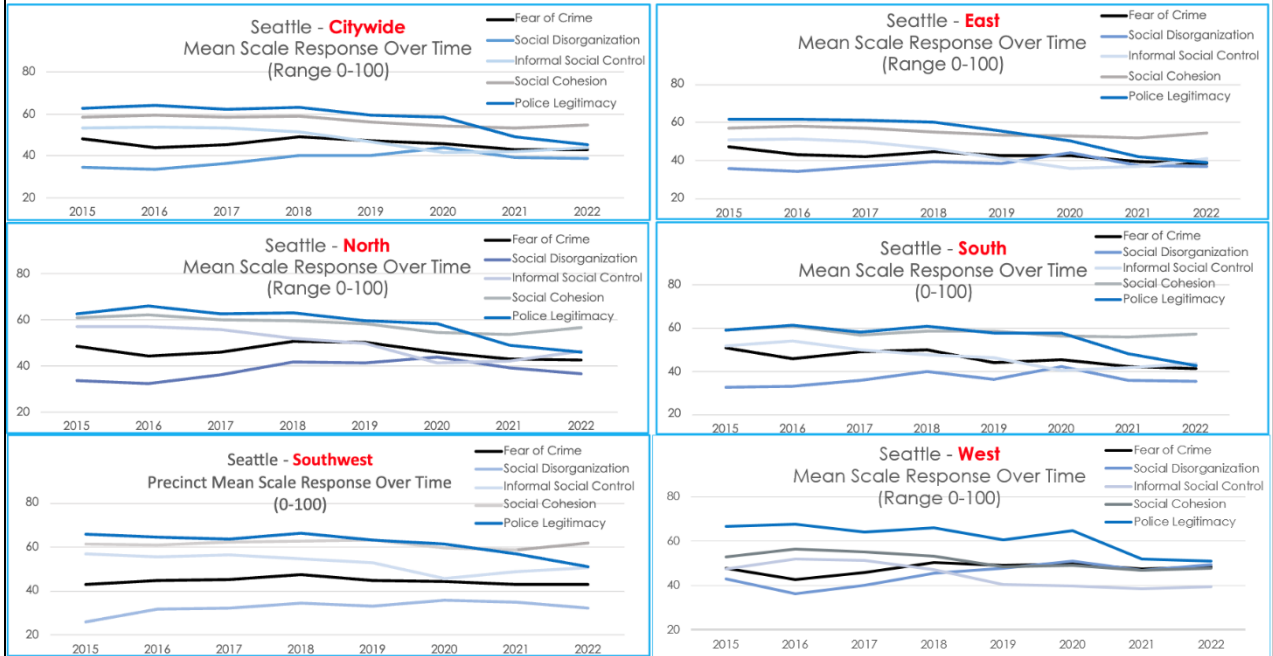 Seattle - Citywide
Mean Scale Response Over Time
(Range 0-100)
Fear of Crime
Social Disorganization
Informal Social Control
Social Cohesion
Police Legitimacy
80
60
40
20
2015 2016 2017 2018 2019 2020 2021 2022
Seattle - East
Mean Scale Response Over Time
(Range 0-100)
Fear of Crime
Social Disorganization
Informal Social Control
Social Cohesion
Police Legitimacy
80
60
40
20
2015 2016 2017 2018 2019 2020 2021 2022
Seattle - North
Mean Scale Response Over Time
(Range 0-100)
Fear of Crime
Social Disorganization
Informal Social Control
Social Cohesion
Police Legitimacy
80
60
40
20
2015 2016 2017 2018 2019 2020 2021 2022
Seattle - South
Mean Scale Response Over Time
(0-100)
Fear of Crime
Social Disorganization
Informal Social Control
Social Cohesion
Police Legitimacy
80
60
40
20
2015 2016 2017 2018 2019 2020 2021 2022
Seattle - Southwest
Precinct Mean Scale Response Over Time
(0-100)
Fear of Crime
Social Disorganization
Informal Social Control
Social Cohesion
Police Legitimacy
80
60
40
20
2015 2016 2017 2018 2019 2020 2021 2022
Seattle - West
Mean Scale Response Over Time
(Range 0-100)
Fear of Crime
Social Disorganization
Informal Social Control
Social Cohesion
Police Legitimacy
80
60
40
20
2015 2016 2017 2018 2019 2020 2021 2022